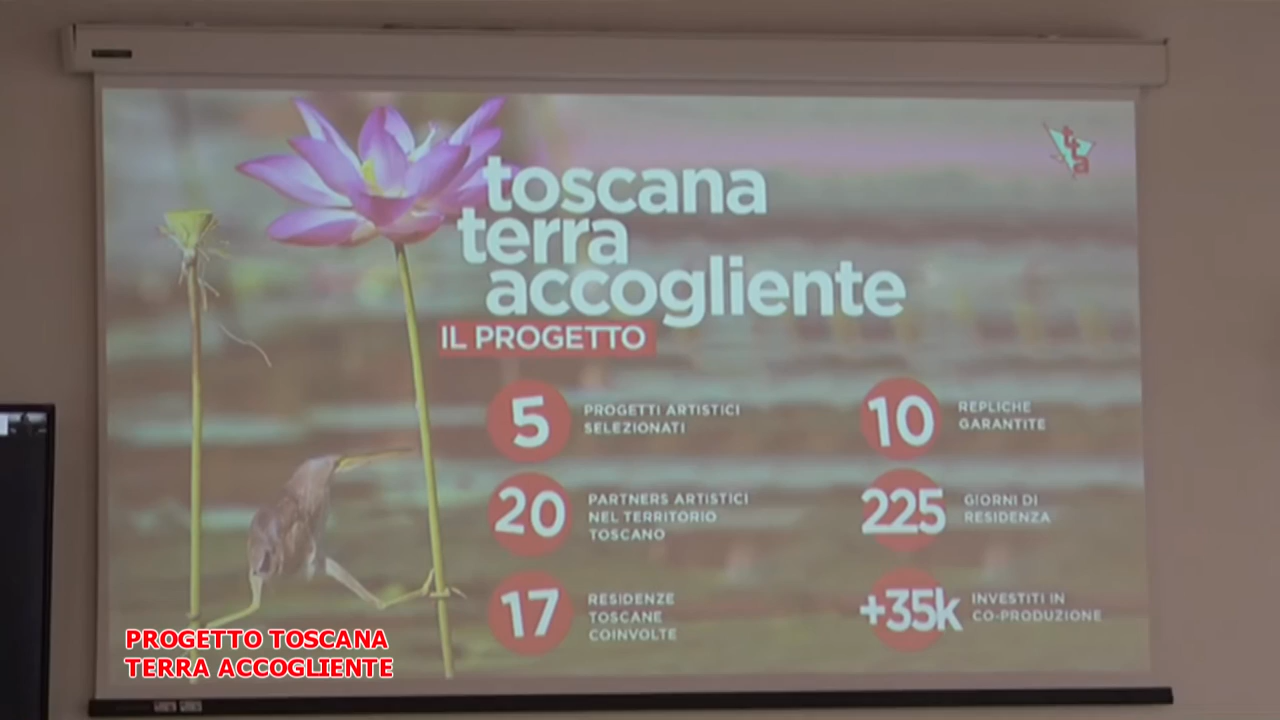 toscana
terra
accogliente
IL PROGETTO
tta
5
PROGETTI ARTISTICI
SELEZIONATI
20
PARTNERS ARTISTICI
NEL TERRITORIO
TOSCANO
17
RESIDENZE
TOSCANE
COINVOLTE
10
REPLICHE
GARANTITE
225
GIORNI DI
RESIDENZA
+35k
INVESTITI IN
CO-PRODUZIONE
PROGETTO TOSCANA
TERRA ACCOGLIENTE